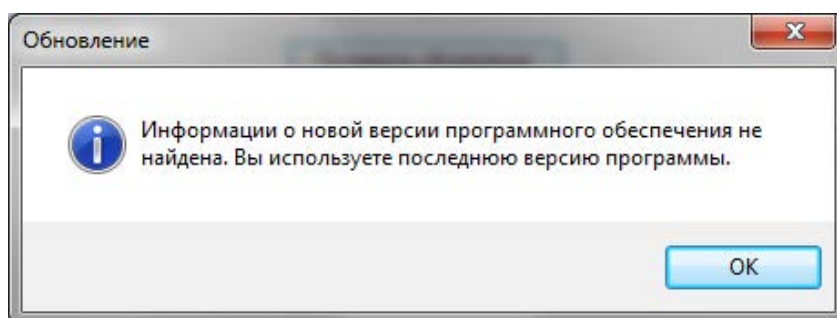 Обновление
Информации о новой версии программного обеспечения не
найдена. Вы используете последнюю версию программы.
OK